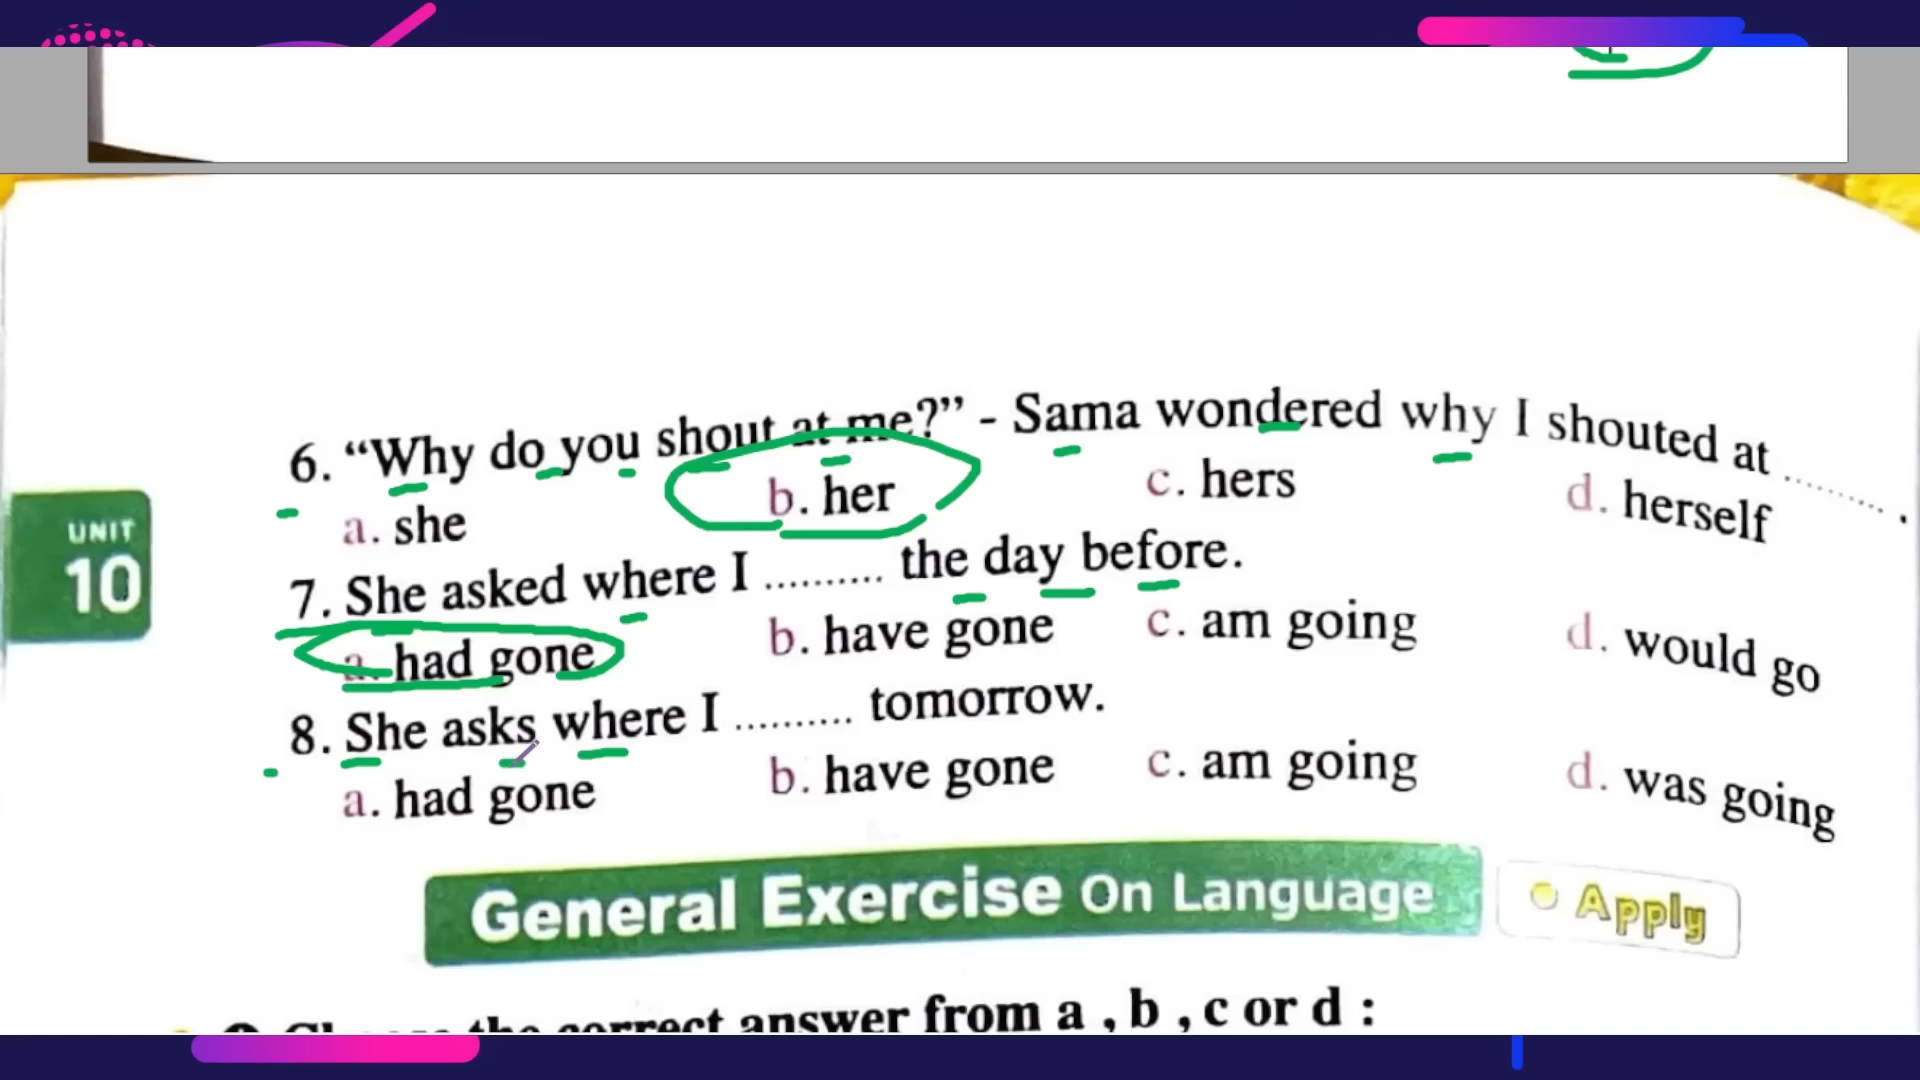 6. “Why do you shout at me?” - Sama wondered why I shouted at .......... .
a. she b. her c. hers d. herself
UNIT
10
7. She asked where I .......... the day before.
a. had gone b. have gone c. am going d. would go
8. She asks where I .......... tomorrow.
a. had gone b. have gone c. am going d. was going
General Exercise On Language
Apply
the correct answer from a , b , c or d :